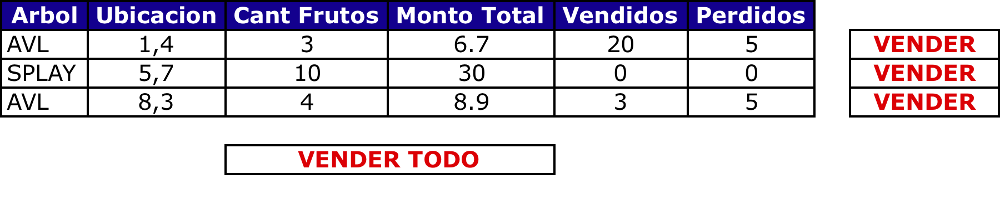 Arbol Ubicacion Cant Frutos Monto Total Vendidos Perdidos
AVL 1,4 3 6.7 20 5 VENDER
SPLAY 5,7 10 30 0 0 VENDER
AVL 8,3 4 8.9 3 5 VENDER
VENDER TODO